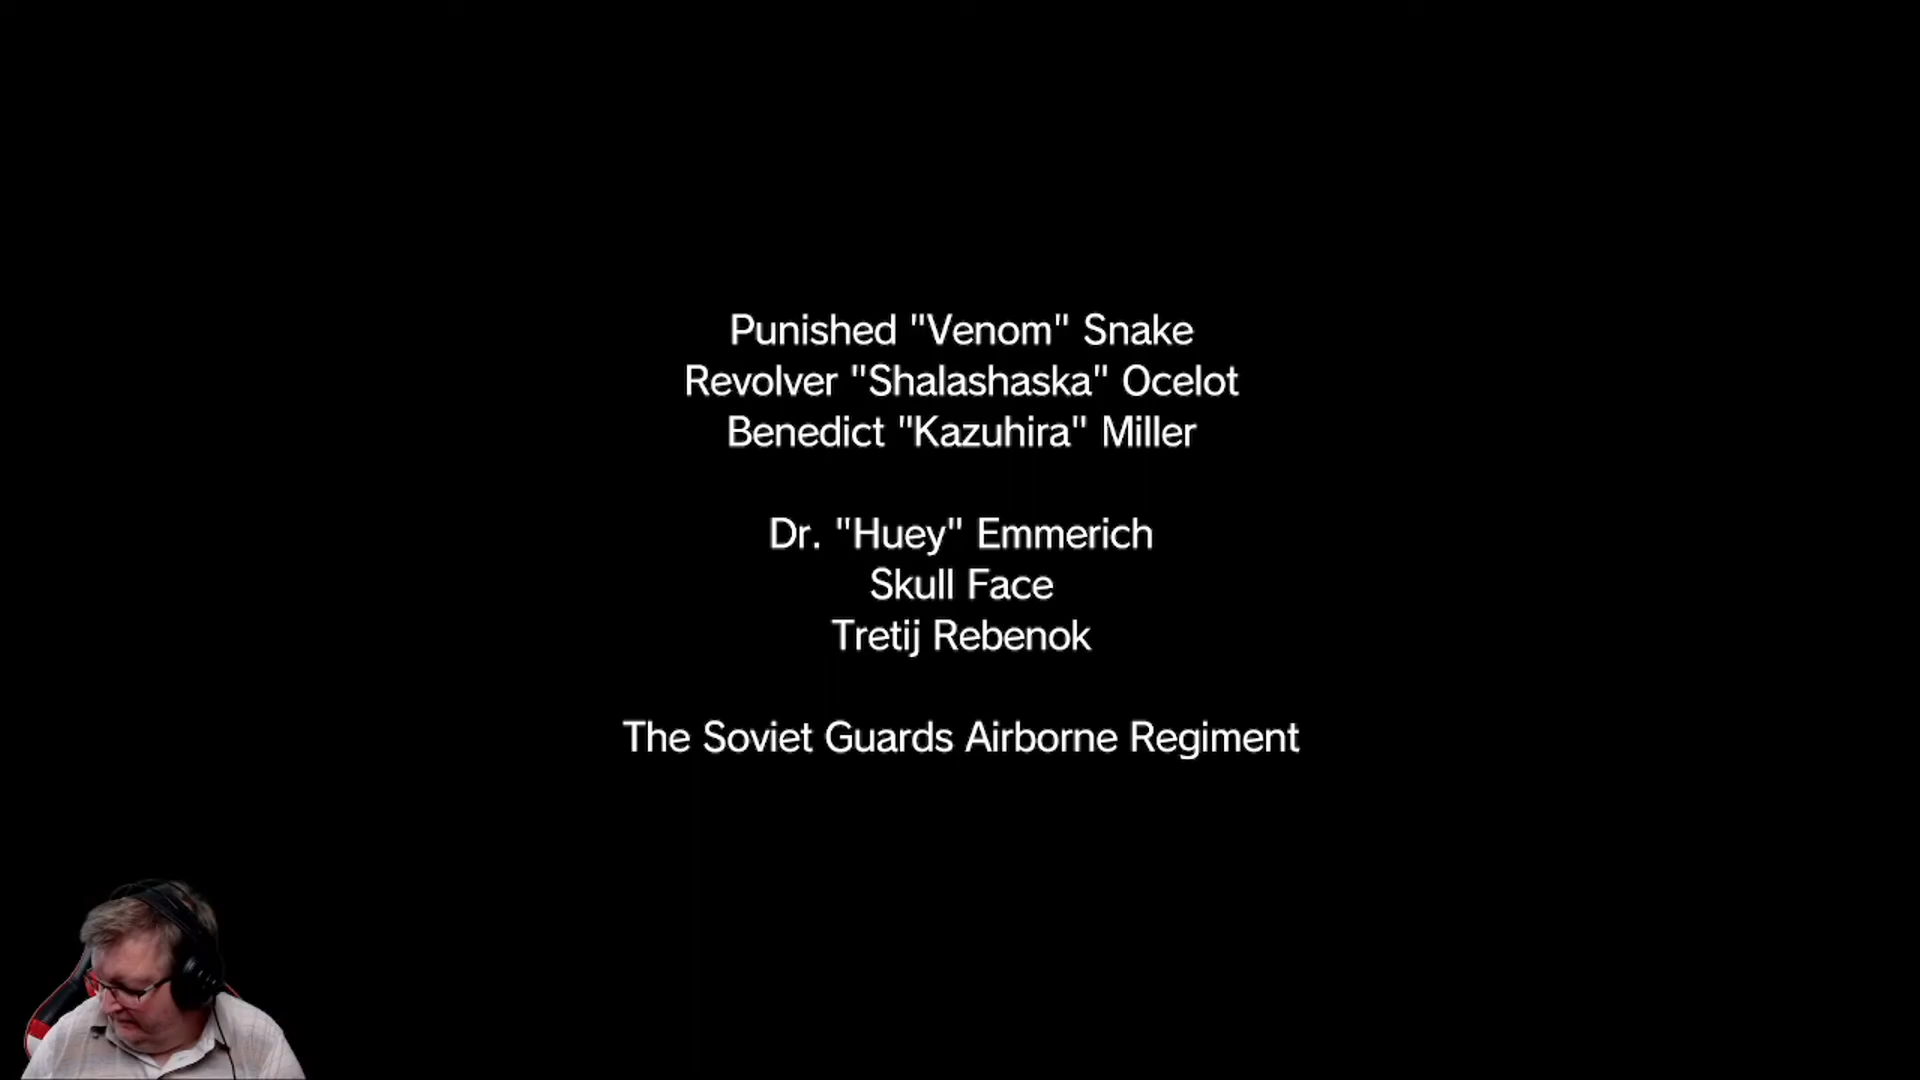 Punished "Venom" Snake
Revolver "Shalashaska" Ocelot
Benedict "Kazuhira" Miller
Dr. "Huey" Emmerich
Skull Face
Tretij Rebenok
The Soviet Guards Airborne Regiment